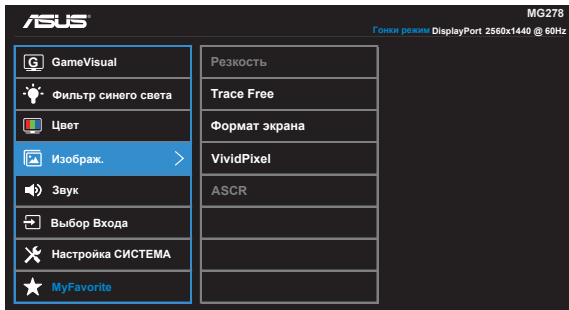 ASUS
MG278
Гонки режим DisplayPort 2560x1440 @ 60Hz
G GameVisual
Фильтр синего света
Цвет
Изображ.
Звук
Выбор Входа
Настройка СИСТЕМА
MyFavorite
Резкость
Trace Free
Формат экрана
VividPixel
ASCR